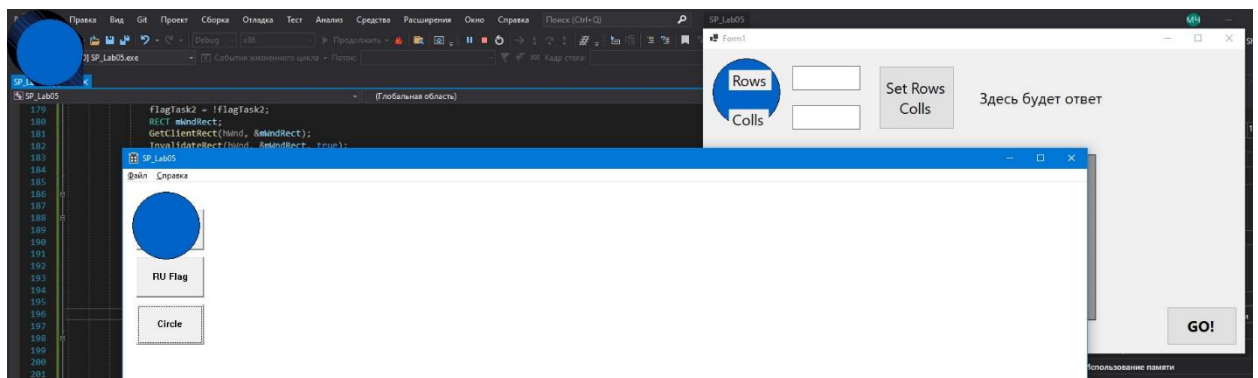 Правка Вид Git Проект Сборка Отладка Тест Анализ Средства Расширения Окно Справка Поиск (Ctrl+Q) SP_Lab05 МЧ
Debug x86 Продолжить
SP_Lab05.exe События жизненного цикла Поток: Кадр стека:
SP_L
SP_Lab05 (Глобальная область)
179 flagTask2 = !flagTask2;
180 RECT mWndRect;
181 GetClientRect(hWnd, &mWndRect);
182 InvalidateRect(hWnd, &mWndRect, true);
183
184
185
186
187
188
189
190
191
192
193
194
195
196
197
198
199
200
201
SP_Lab05
Файл Справка
RU Flag
Circle
Form1
Rows
Colls
Set Rows
Colls
Здесь будет ответ
GO!
Использование памяти